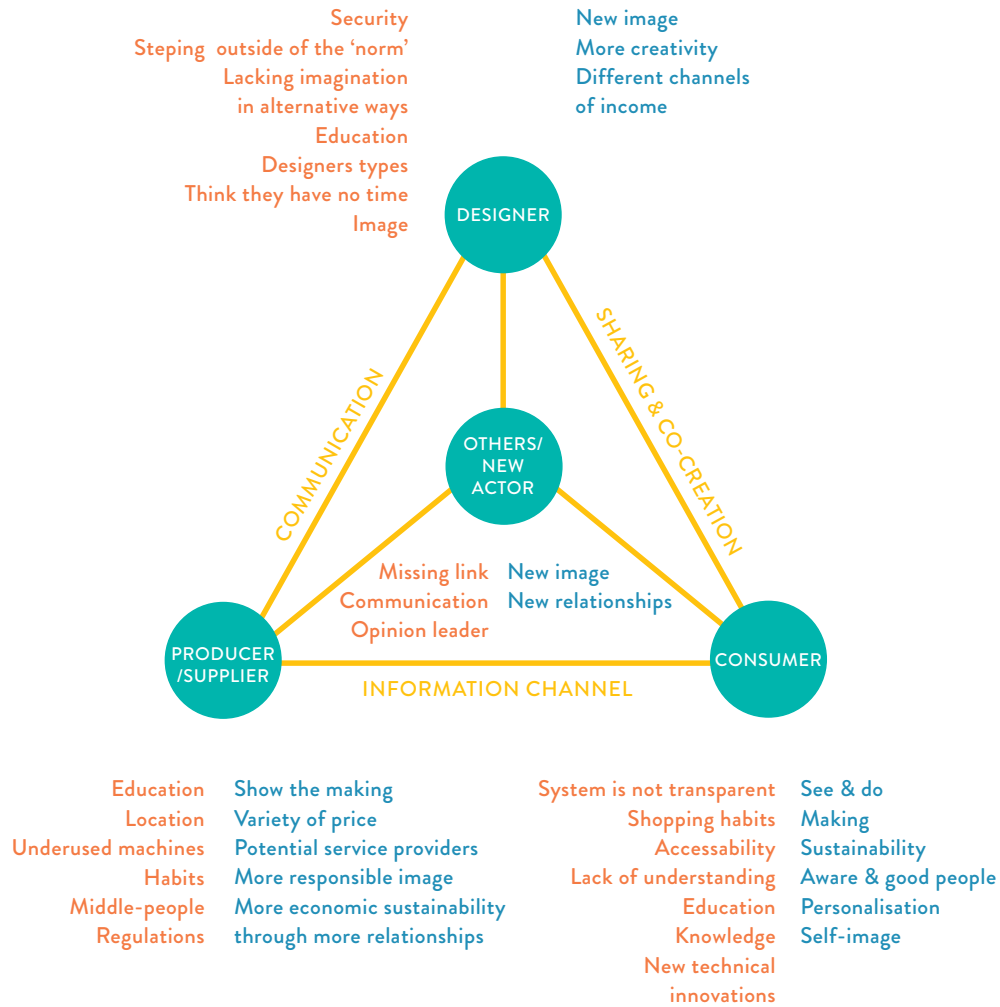 Security
Steping outside of the ‘norm’
Lacking imagination
in alternative ways
Education
Designers types
Think they have no time
Image
New image
More creativity
Different channels
of income
DESIGNER
COMMUNICATION
SHARING & CO-CREATION
OTHERS/
NEW
ACTOR
Missing link
Communication
Opinion leader
New image
New relationships
PRODUCER
/SUPPLIER
CONSUMER
INFORMATION CHANNEL
Education
Location
Underused machines
Habits
Middle-people
Regulations
Show the making
Variety of price
Potential service providers
More responsible image
More economic sustainability
through more relationships
System is not transparent
Shopping habits
Accessability
Lack of understanding
Education
Knowledge
New technical
innovations
See & do
Making
Sustainability
Aware & good people
Personalisation
Self-image